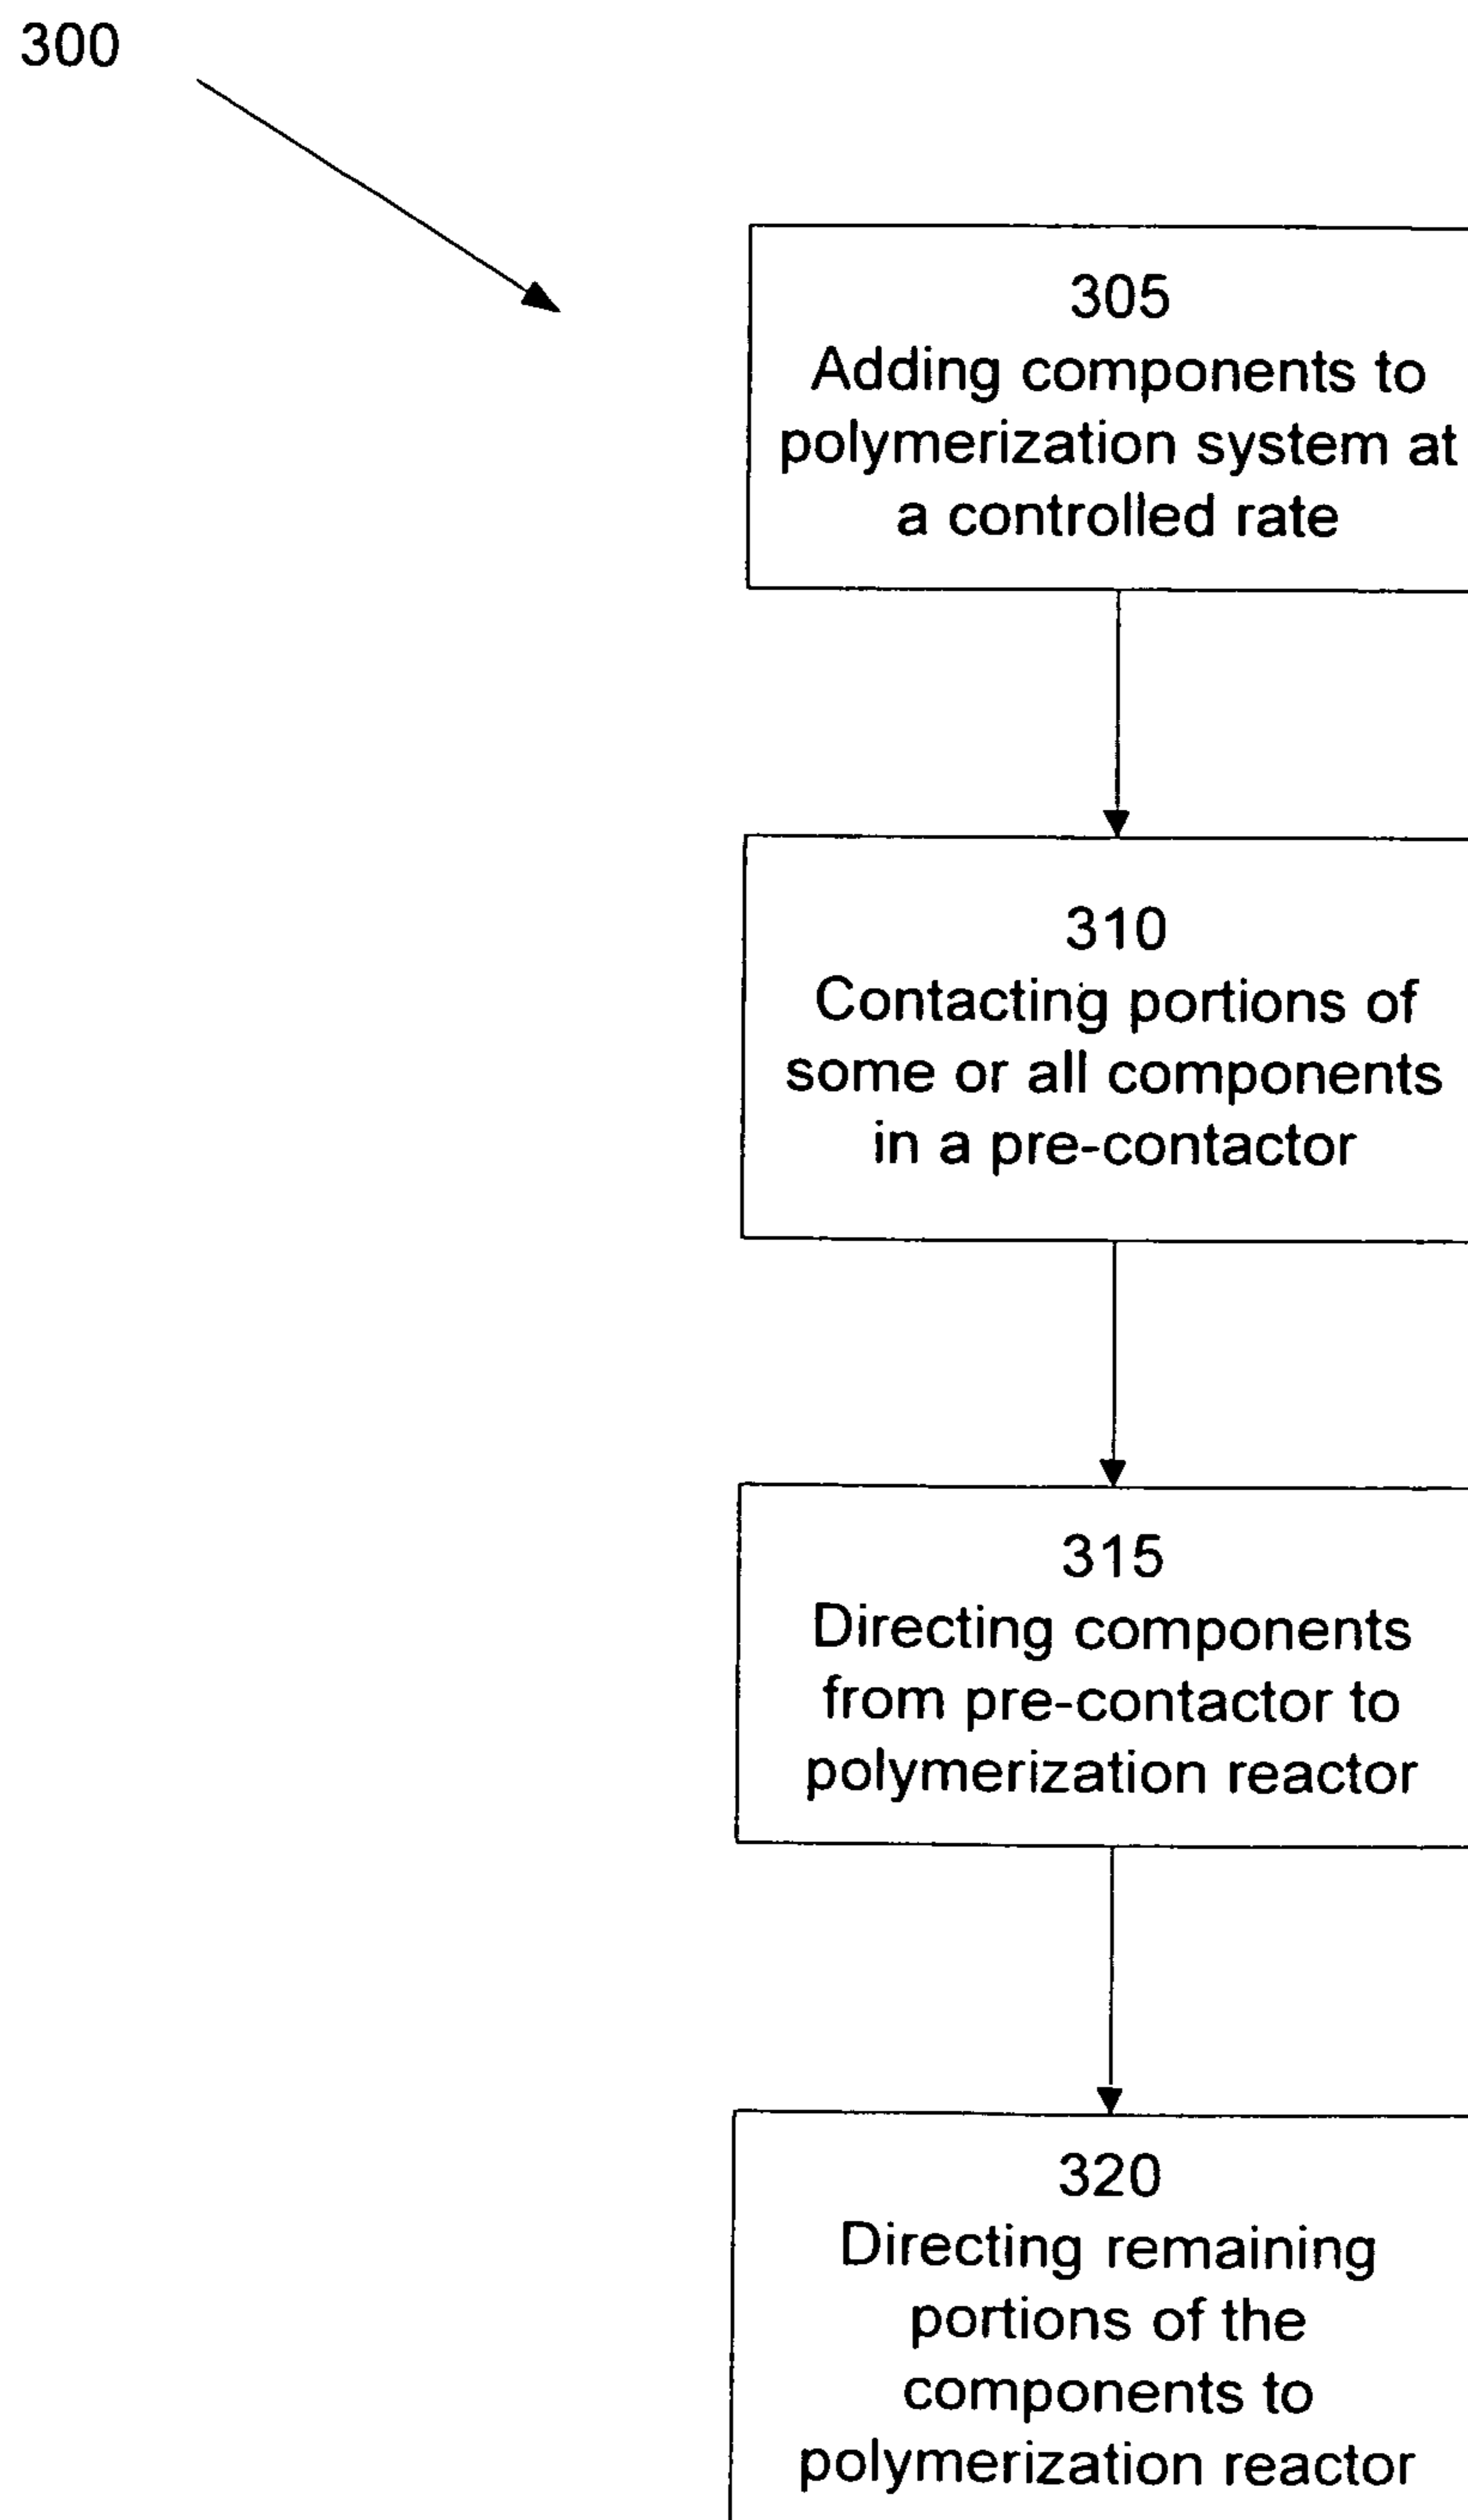 300
305
Adding components to
polymerization system at
a controlled rate
310
Contacting portions of
some or all components
in a pre-contactor
315
Directing components
from pre-contactor to
polymerization reactor
320
Directing remaining
portions of the
components to
polymerization reactor